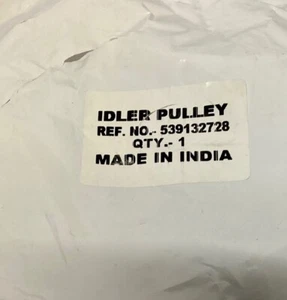 IDLER PULLEY
REF. NO.- 539132728
QTY.- 1
MADE IN INDIA